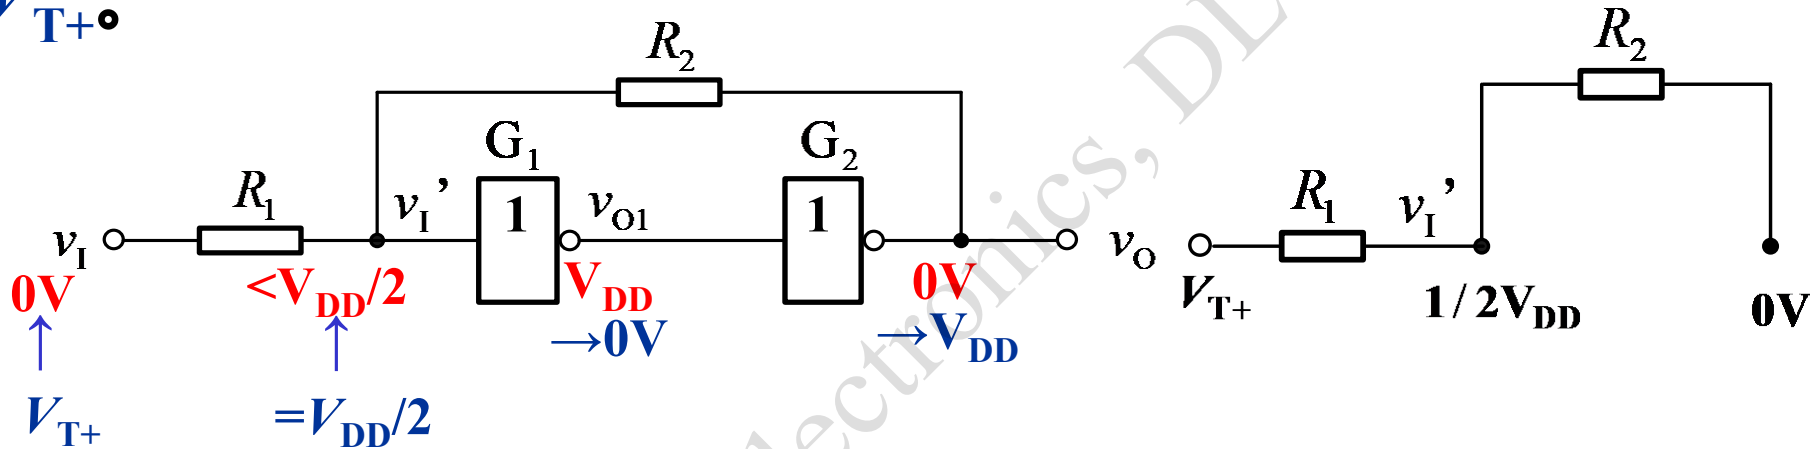 V T+。
R2
R2
G1
G2
R1
vI'
1
vO1
1
R1
vI'
vI
vO
0V
<VDD/2
VDD
0V
VT+
1/2VDD
0V
→0V
→VDD
VT+
=VDD/2
lectronics, DL